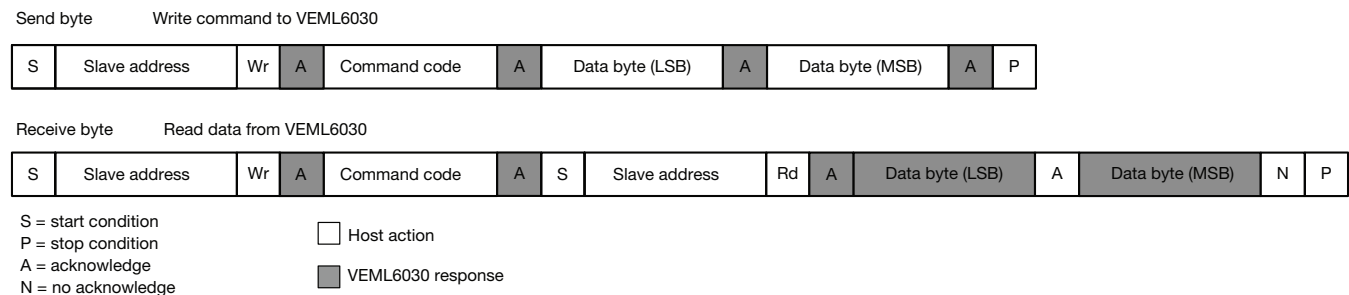 Send byte Write command to VEML6030
S Slave address Wr A Command code A Data byte (LSB) A Data byte (MSB) A P
Receive byte Read data from VEML6030
S Slave address Wr A Command code A S Slave address Rd A Data byte (LSB) A Data byte (MSB) N P
S = start condition
P = stop condition
A = acknowledge
N = no acknowledge
Host action
VEML6030 response